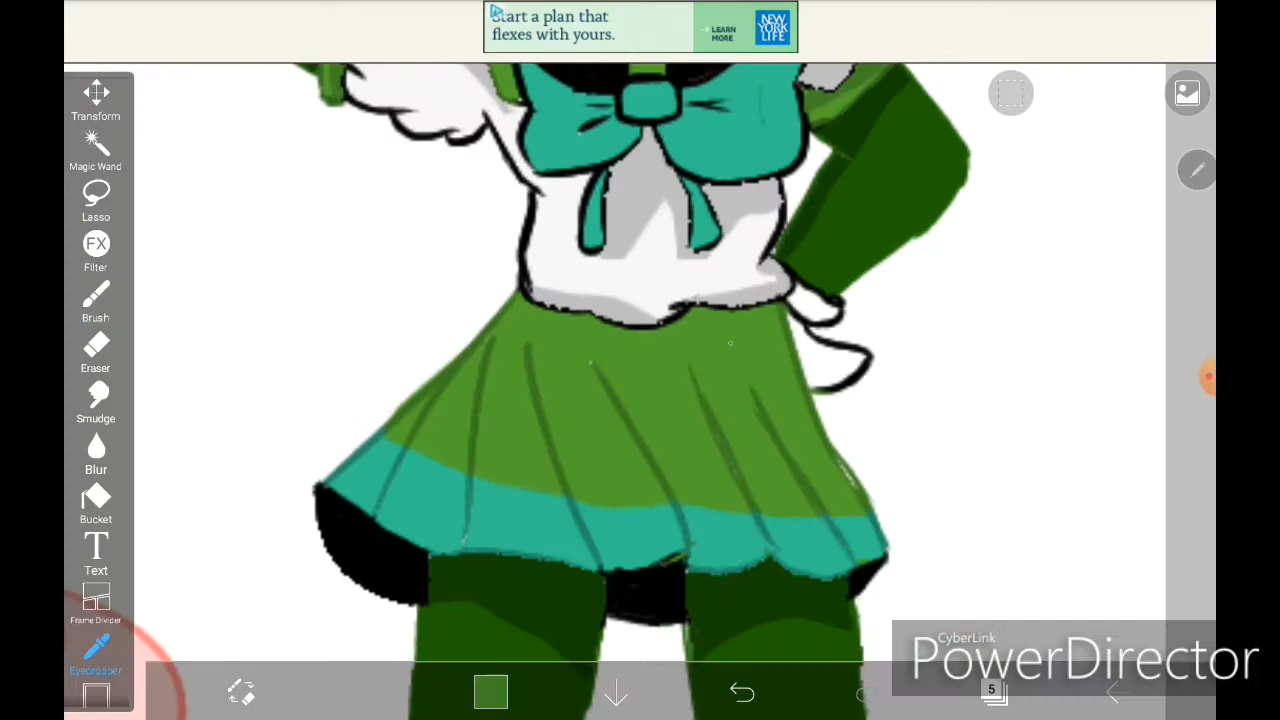 Start a plan that
flexes with yours.
LEARN
MORE
NEW
YORK
LIFE
Transform
Magic Wand
Lasso
FX
Filter
Brush
Eraser
Smudge
Blur
Bucket
T
Text
Frame Divider
Eyedropper
5
CyberLink
PowerDirector